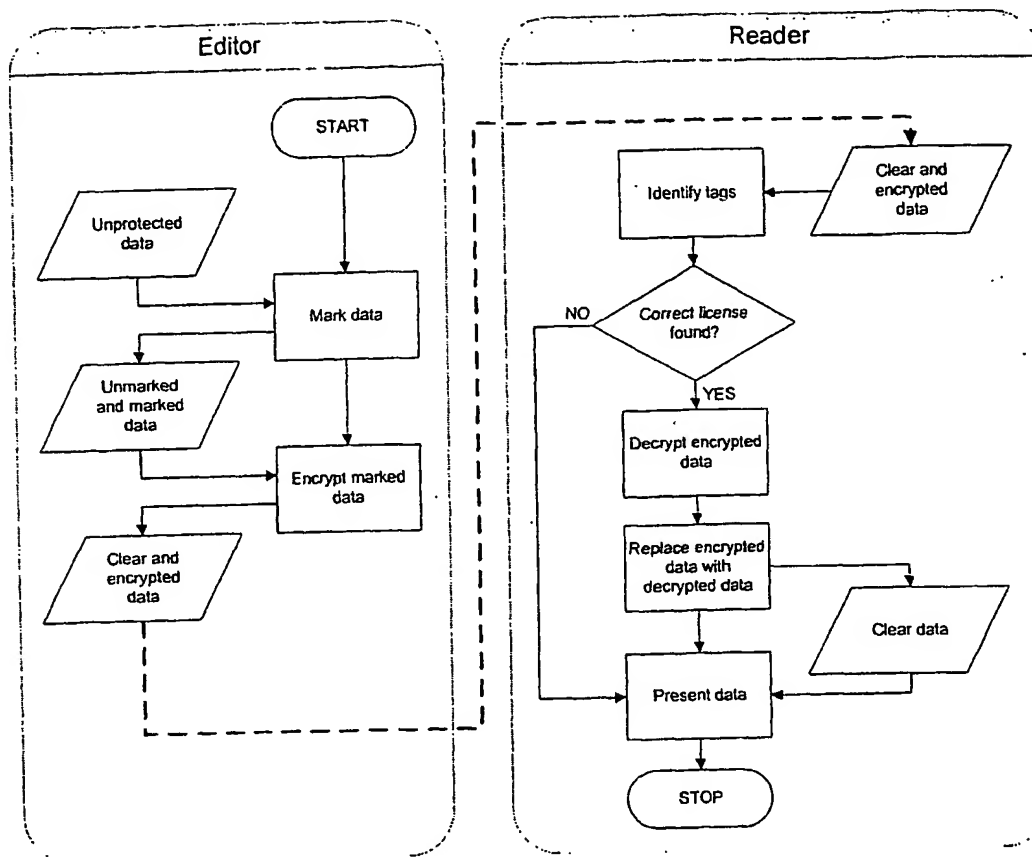 Editor
START
Unprotected
data
Mark data
Unmarked
and marked
data
Encrypt marked
data
Clear and
encrypted
data
Reader
Clear and
encrypted
data
Identify tags
Correct license
found?
NO
YES
Decrypt encrypted
data
Replace encrypted
data with
decrypted data
Clear data
Present data
STOP